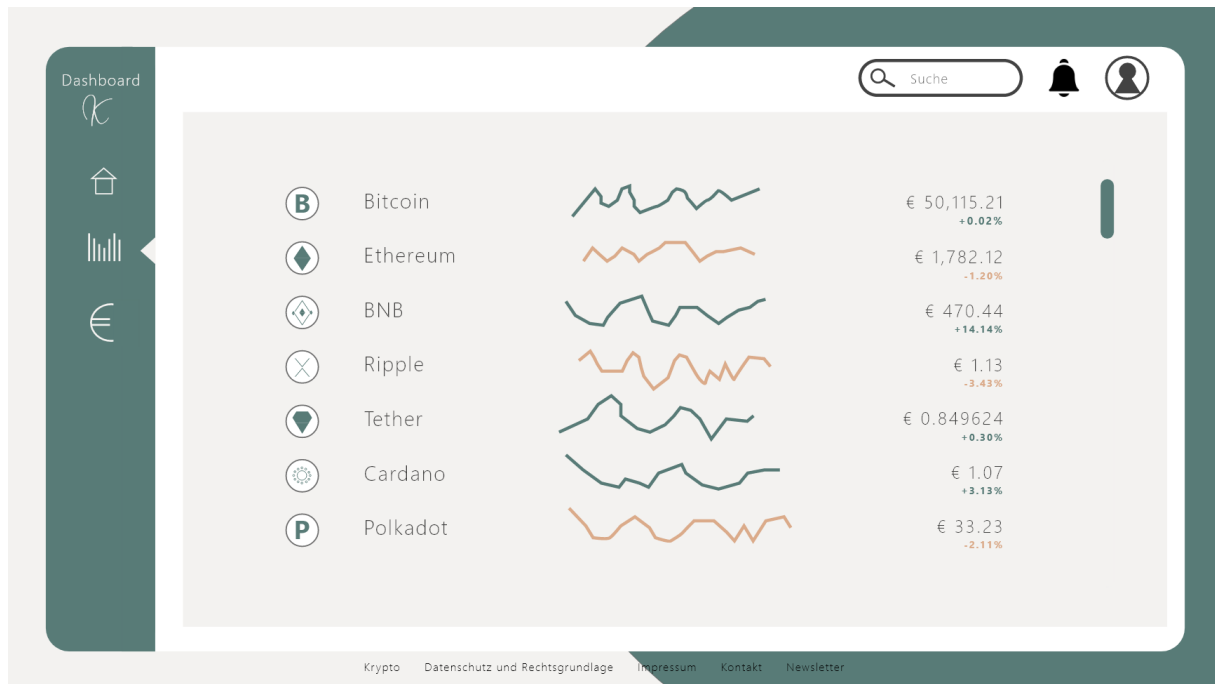 Dashboard
K
Suche
B Bitcoin € 50,115.21
+0.02%
Ethereum € 1,782.12
-1.20%
BNB € 470.44
+14.14%
Ripple € 1.13
-3.43%
Tether € 0.849624
+0.30%
Cardano € 1.07
+3.13%
P Polkadot € 33.23
-2.11%
€
Krypto Datenschutz und Rechtsgrundlage Impressum Kontakt Newsletter